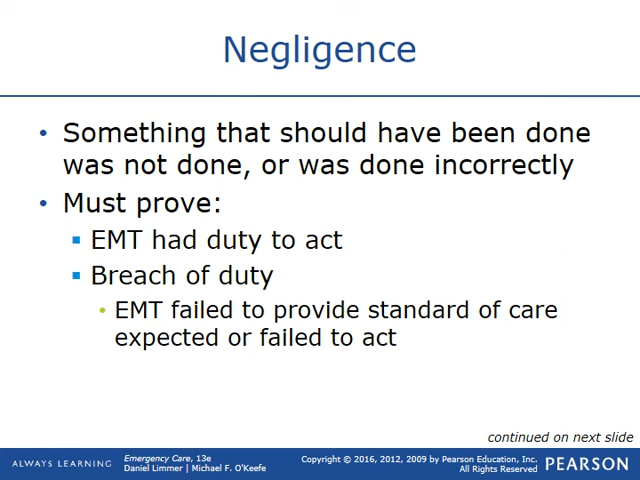 Negligence
• Something that should have been done
was not done, or was done incorrectly
• Must prove:
▪ EMT had duty to act
▪ Breach of duty
• EMT failed to provide standard of care
expected or failed to act
continued on next slide
ALWAYS LEARNING
Emergency Care, 13e
Daniel Limmer | Michael F. O'Keefe
Copyright © 2016, 2012, 2009 by Pearson Education, Inc.
All Rights Reserved
PEARSON